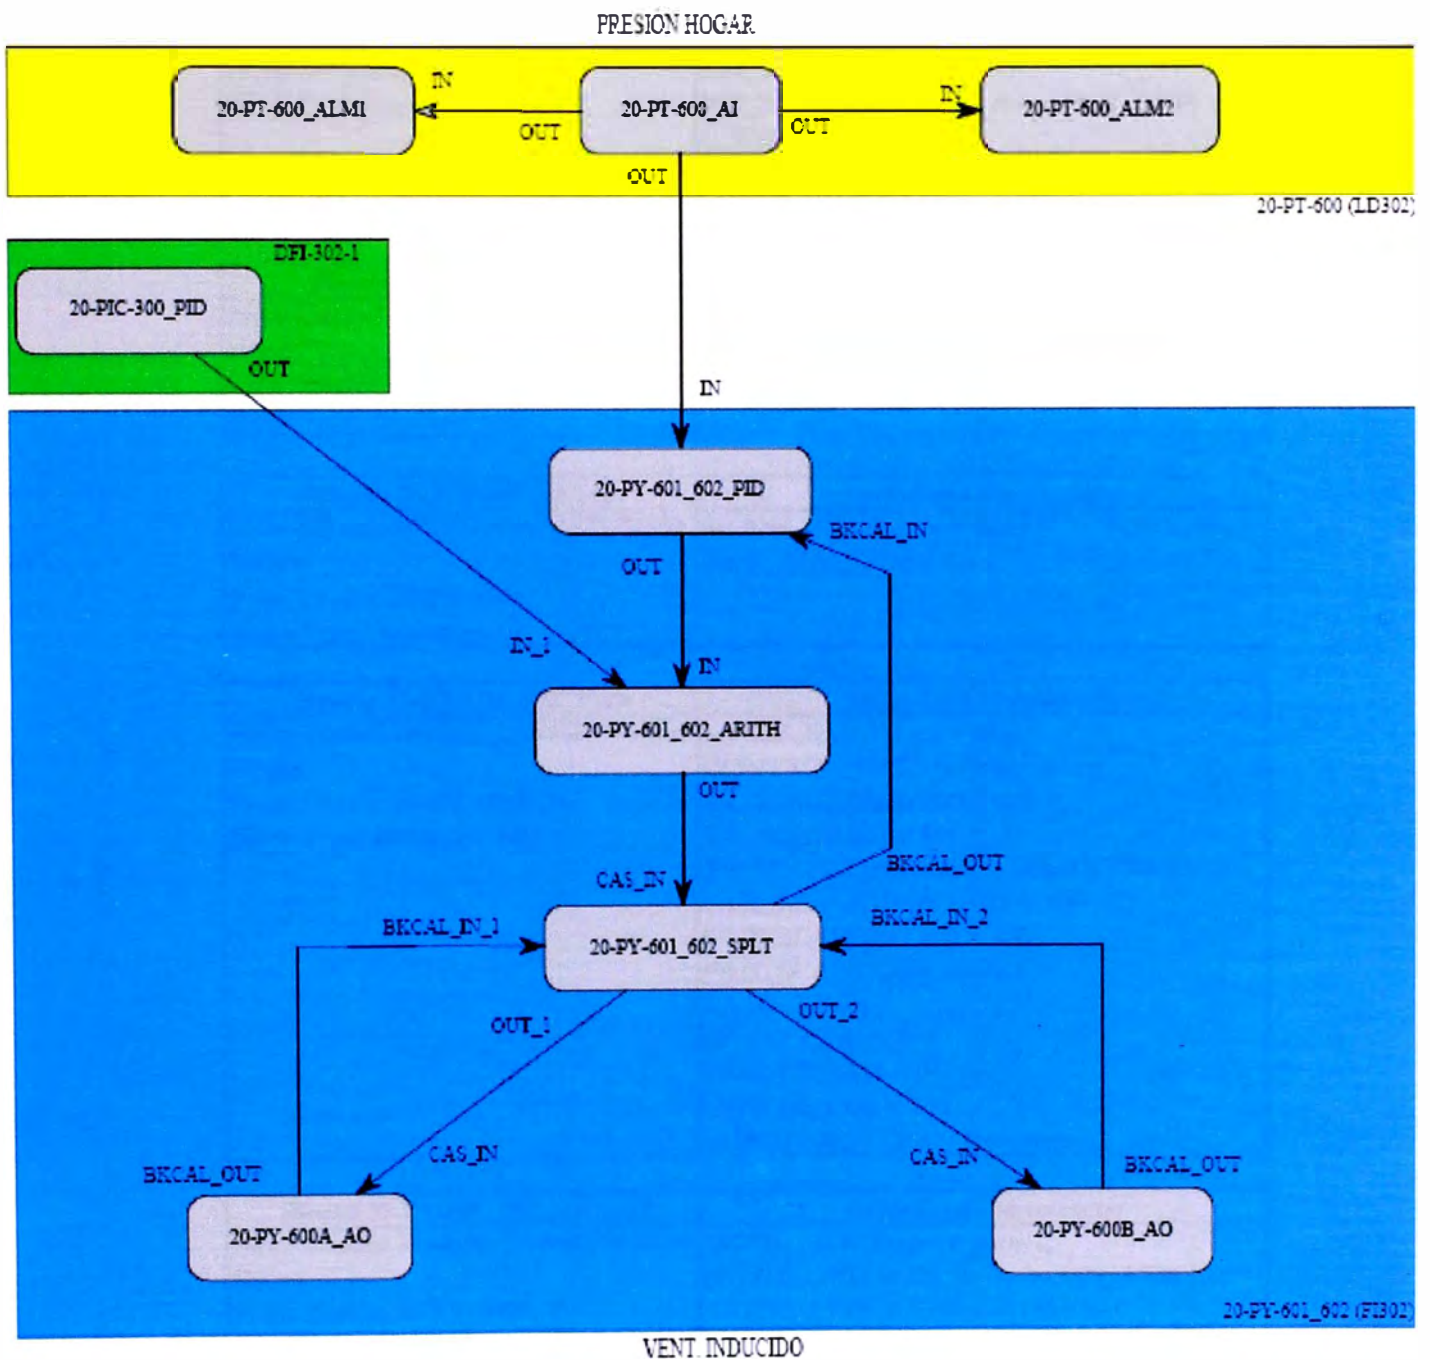 PRESIÓN HOGAR
IN
IN
20-PT-600_ALM1
20-PT-600_AI
20-PT-600_ALM2
OUT
OUT
OUT
20-PT-600 (LD302)
DFI-302-1
20-PIC-300_PID
OUT
IN
20-PY-601_602_PID
BKCAL_IN
OUT
IN_1
IN
20-PY-601_602_ARITH
OUT
BKCAL_OUT
CAS_IN
BKCAL_IN_1
BKCAL_IN_2
20-PY-601_602_SPLT
OUT_1
OUT_2
CAS_IN
CAS_IN
BKCAL_OUT
BKCAL_OUT
20-PY-600A_AO
20-PY-600B_AO
20-PY-601_602 (FI302)
VENT. INDUCIDO